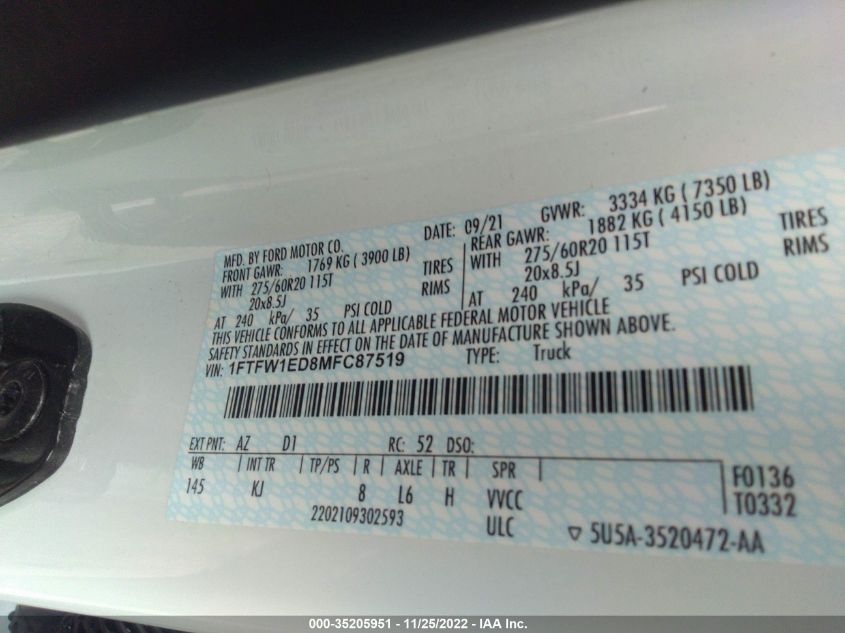 MFD. BY FORD MOTOR CO.
DATE: 09/21 GVWR: 3334 KG ( 7350 LB)
FRONT GAWR: 1769 KG ( 3900 LB)
REAR GAWR: 1882 KG ( 4150 LB)
WITH 275/60R20 115T TIRES
WITH 275/60R20 115T TIRES
20x8.5J RIMS
20x8.5J RIMS
AT 240 kPa/ 35 PSI COLD
AT 240 kPa/ 35 PSI COLD
THIS VEHICLE CONFORMS TO ALL APPLICABLE FEDERAL MOTOR VEHICLE
SAFETY STANDARDS IN EFFECT ON THE DATE OF MANUFACTURE SHOWN ABOVE.
VIN: 1FTFW1ED8MFC87519 TYPE: Truck
EXT PNT: AZ D1 RC: 52 DSO:
WB INT TR TP/PS R AXLE TR SPR
145 KJ 8 L6 H VVCC
F0136
T0332
2202109302593 ULC
5U5A-3520472-AA
000-35205951 - 11/25/2022 - IAA Inc.